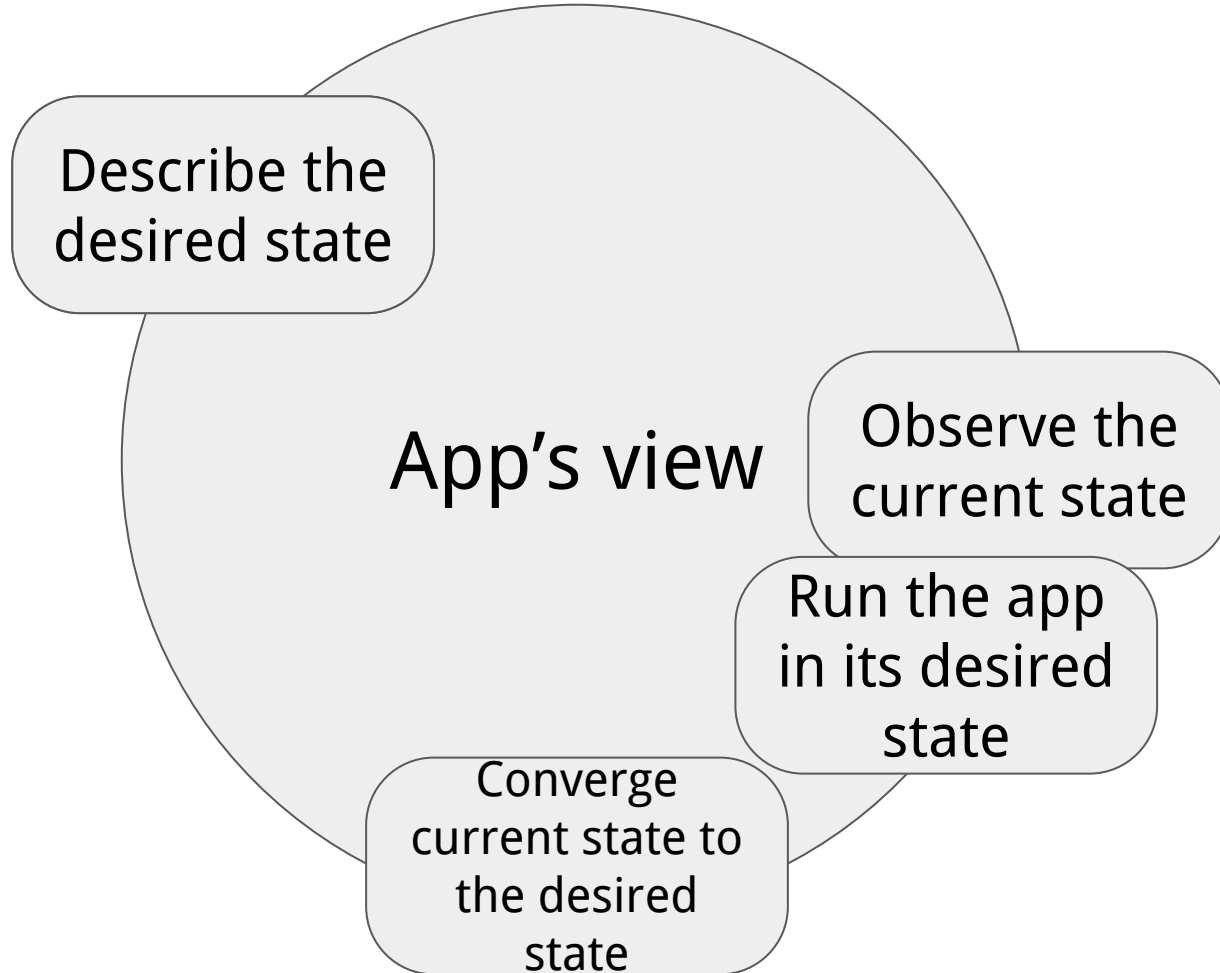 Describe the
desired state
App’s view
Observe the
current state
Run the app
in its desired
state
Converge
current state to
the desired
state